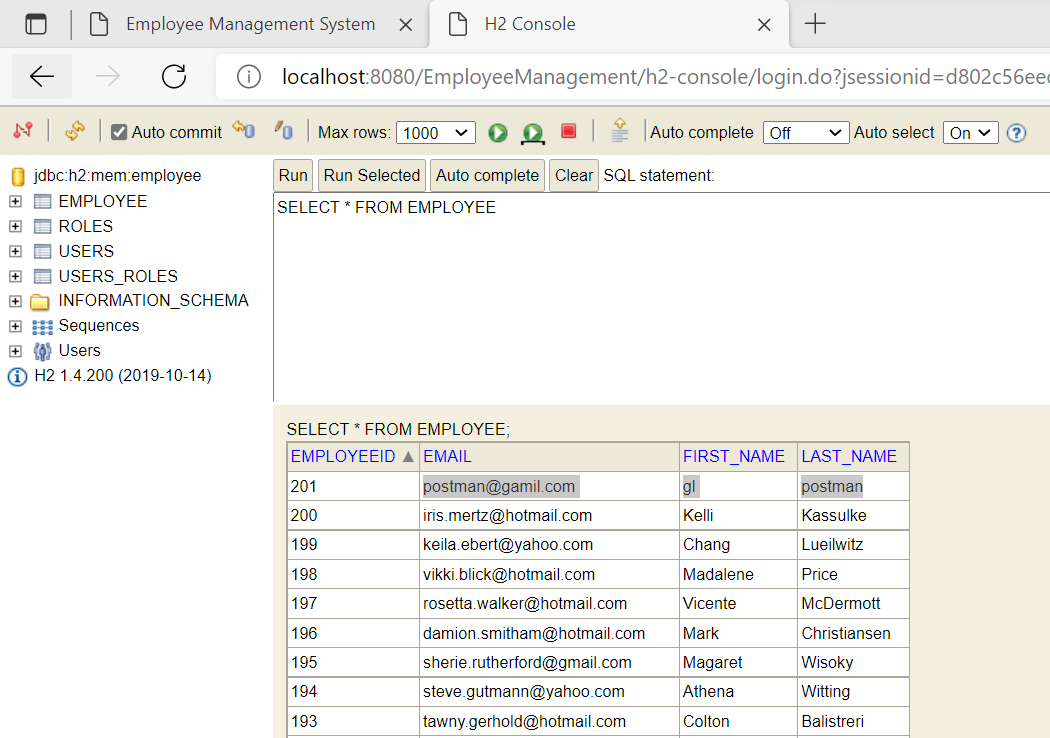 Employee Management System
H2 Console
localhost:8080/EmployeeManagement/h2-console/login.do?jsessionid=d802c56eec
Auto commit Max rows: 1000 Auto complete Off Auto select On
jdbc:h2:mem:employee
EMPLOYEE
ROLES
USERS
USERS_ROLES
INFORMATION_SCHEMA
Sequences
Users
H2 1.4.200 (2019-10-14)
Run Run Selected Auto complete Clear SQL statement:
SELECT * FROM EMPLOYEE
SELECT * FROM EMPLOYEE;
EMPLOYEEID EMAIL FIRST_NAME LAST_NAME
201 postman@gamil.com gl postman
200 iris.mertz@hotmail.com Kelli Kassulke
199 keila.ebert@yahoo.com Chang Lueilwitz
198 vikki.blick@hotmail.com Madalene Price
197 rosetta.walker@hotmail.com Vicente McDermott
196 damion.smitham@hotmail.com Mark Christiansen
195 sherie.rutherford@gmail.com Magaret Wisoky
194 steve.gutmann@yahoo.com Athena Witting
193 tawny.gerhold@hotmail.com Colton Balistreri